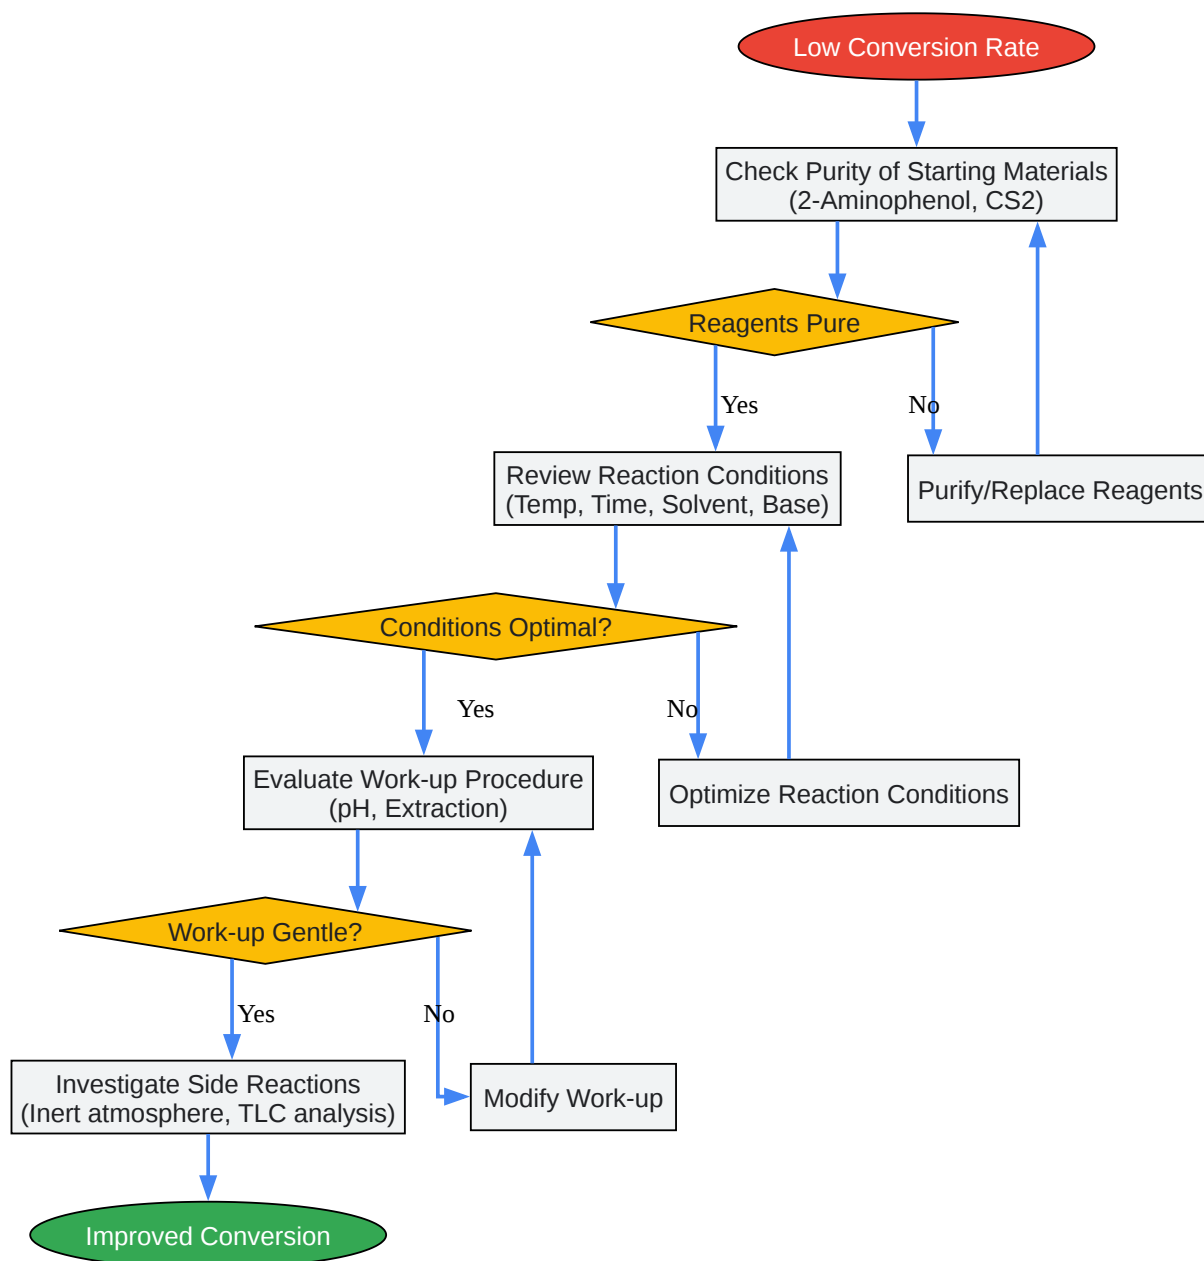 Low Conversion Rate
Check Purity of Starting Materials
(2-Aminophenol, CS2)
Reagents Pure
Yes
No
Review Reaction Conditions
(Temp, Time, Solvent, Base)
Purify/Replace Reagents
Conditions Optimal?
Yes
No
Evaluate Work-up Procedure
(pH, Extraction)
Optimize Reaction Conditions
Work-up Gentle?
Yes
No
Investigate Side Reactions
(Inert atmosphere, TLC analysis)
Modify Work-up
Improved Conversion